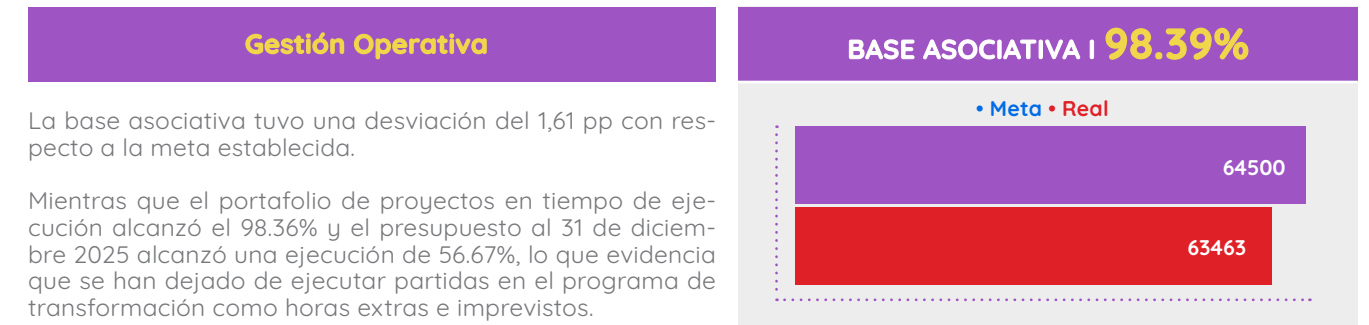 Gestión Operativa
La base asociativa tuvo una desviación del 1,61 pp con res-
pecto a la meta establecida.
Mientras que el portafolio de proyectos en tiempo de eje-
cución alcanzó el 98.36% y el presupuesto al 31 de diciem-
bre 2025 alcanzó una ejecución de 56.67%, lo que evidencia
que se han dejado de ejecutar partidas en el programa de
transformación como horas extras e imprevistos.
BASE ASOCIATIVA I 98.39%
• Meta • Real
64500
63463